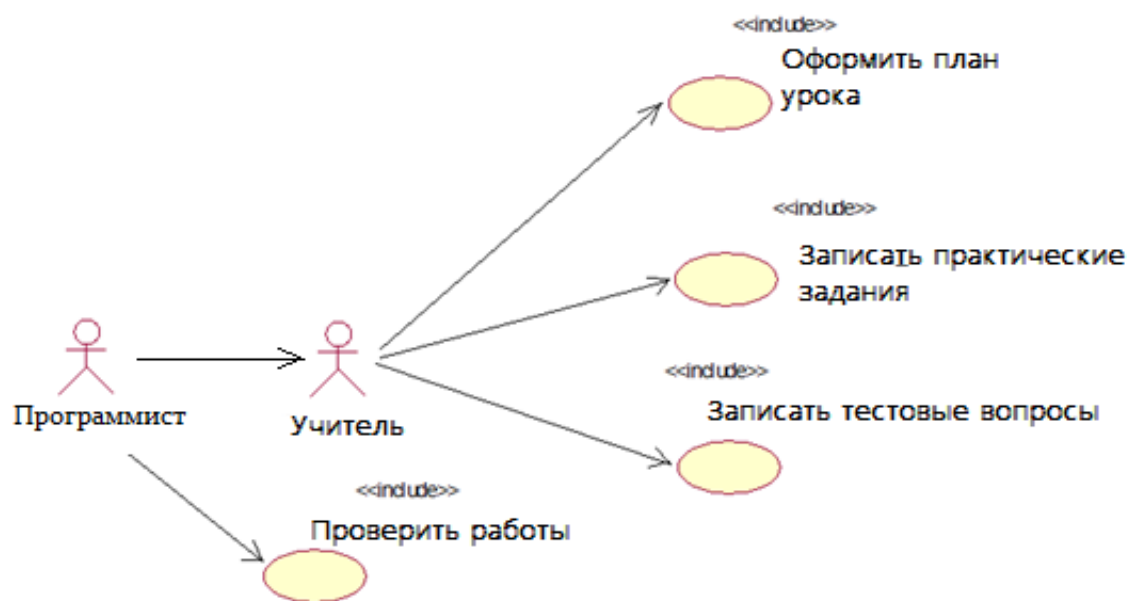 <<include>>
Оформить план
урока
<<include>>
Записать практические
задания
<<include>>
Записать тестовые вопросы
Программист
Учитель
<<include>>
Проверить работы